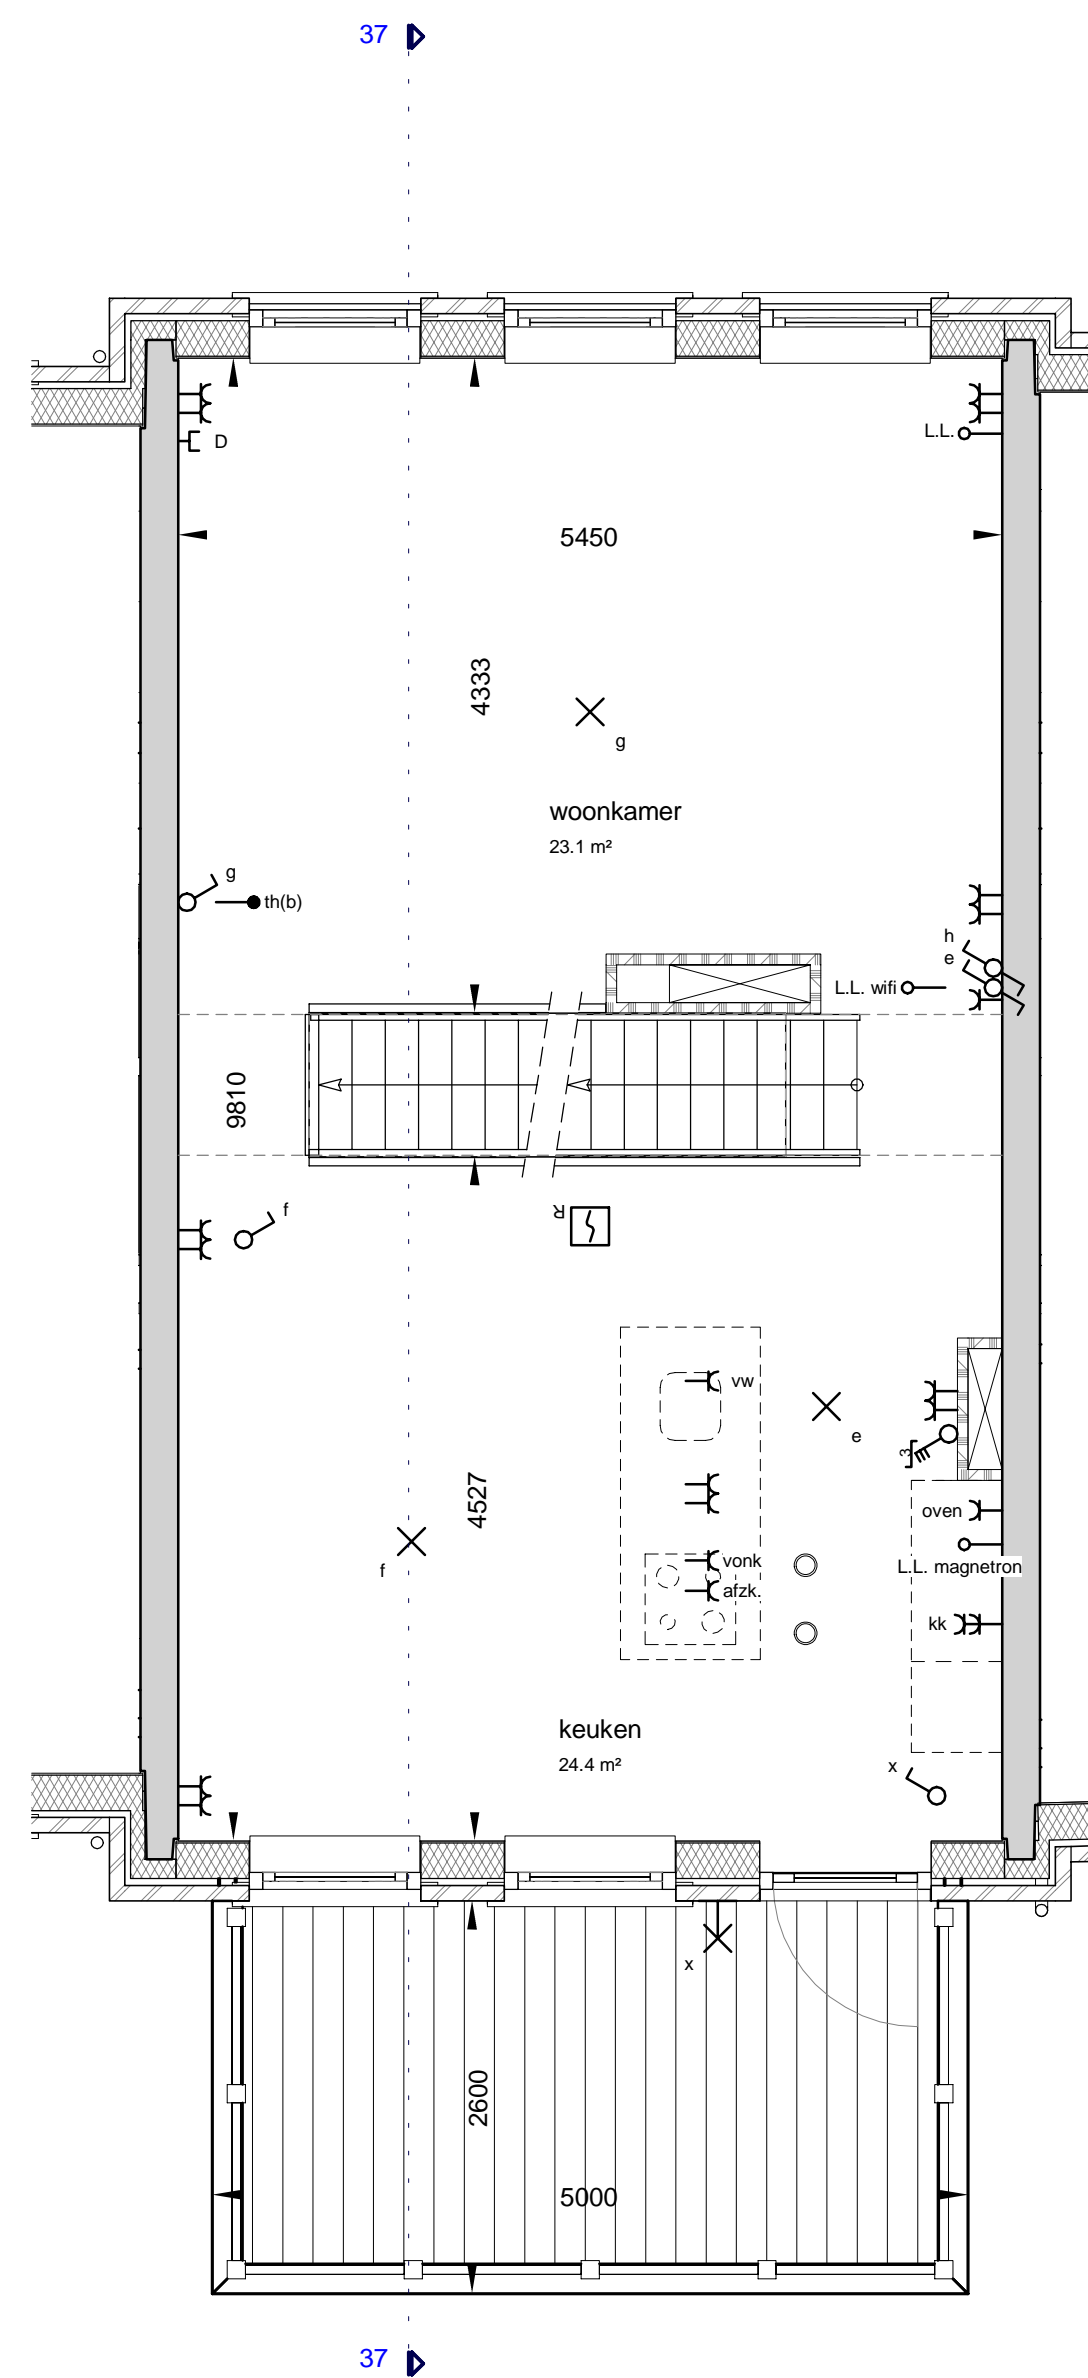 37
D
L.L.
5450
4333
g
woonkamer
23.1 m²
g
th(b)
h
e
L.L. wifi
9810
f
R
vw
e
3
4527
oven
f
vonk
L.L. magnetron
afzk.
kk
keuken
24.4 m²
x
x
2600
5000
37